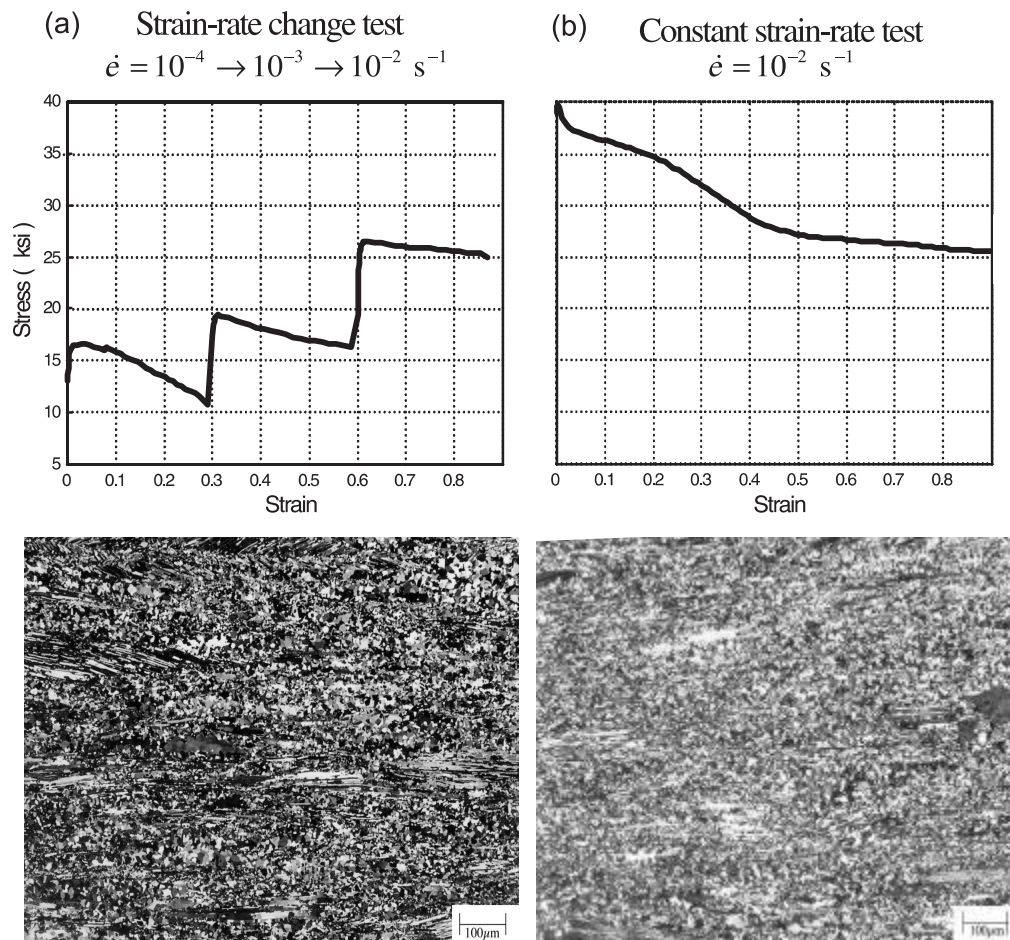 (a) Strain-rate change test
ė = 10⁻⁴ → 10⁻³ → 10⁻² s⁻¹
40
35
30
25
20
15
10
5
Stress ( ksi)
0 0.1 0.2 0.3 0.4 0.5 0.6 0.7 0.8
Strain
(b) Constant strain-rate test
ė = 10⁻² s⁻¹
0 0.1 0.2 0.3 0.4 0.5 0.6 0.7 0.8
Strain
100μm
100μm